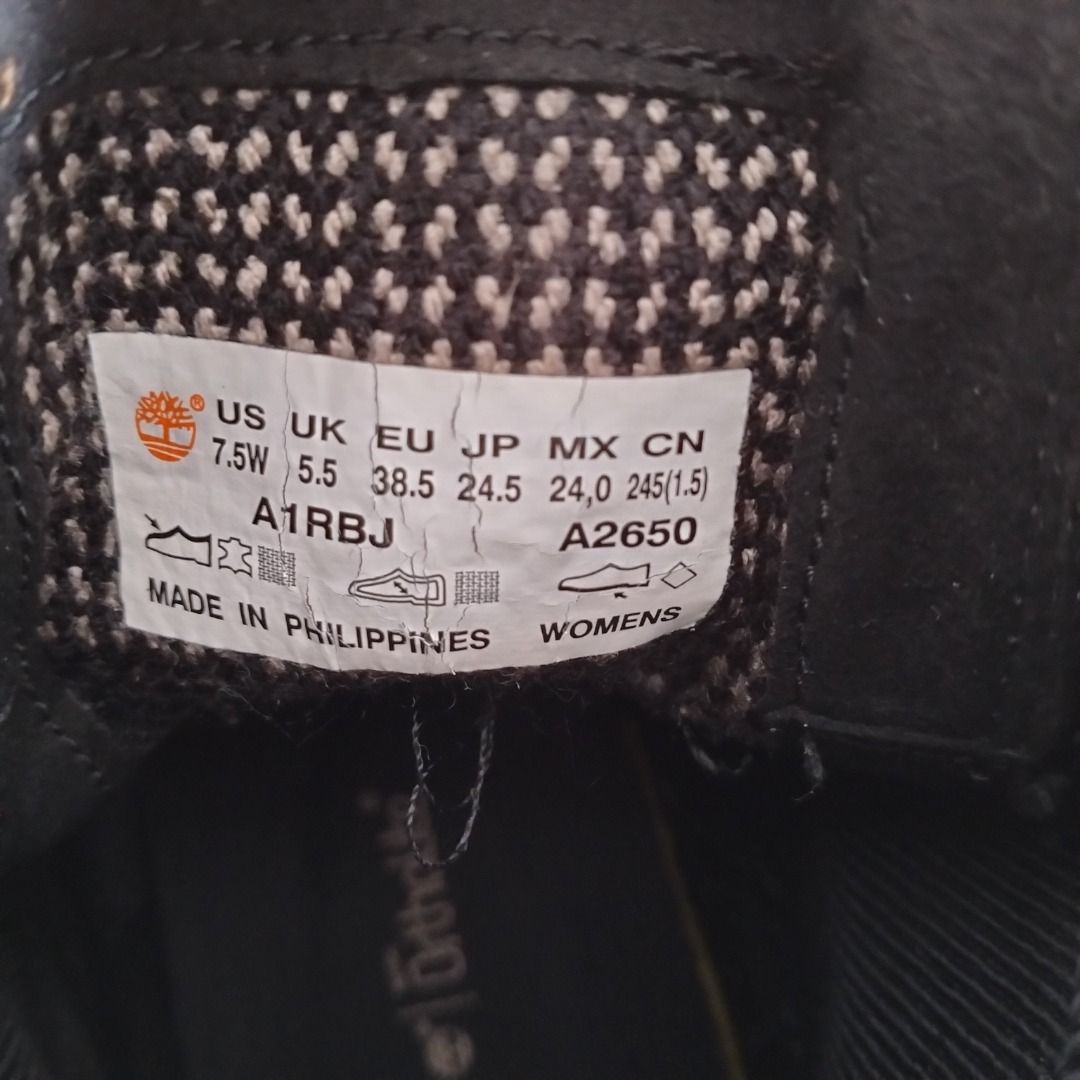 US UK EU JP MX CN
7.5W 5.5 38.5 24.5 24,0 245(1.5)
A1RBJ A2650
MADE IN PHILIPPINES WOMENS